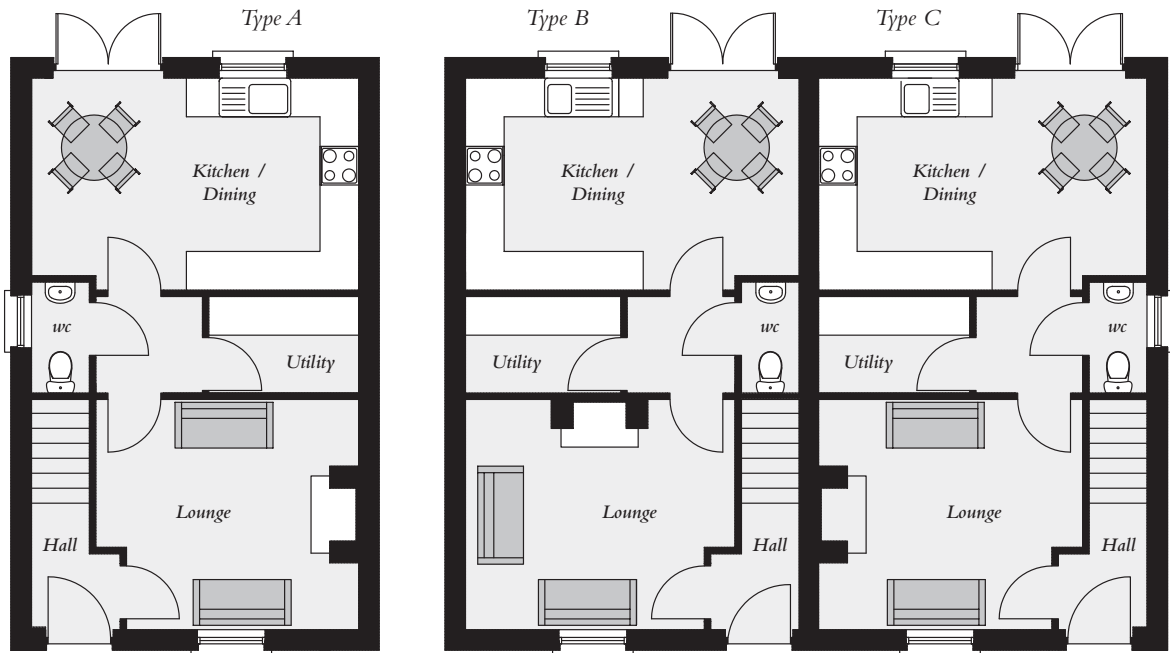 Type A
Type B
Type C
Kitchen /
Dining
Kitchen /
Dining
Kitchen /
Dining
wc
Utility
Utility
wc
Utility
wc
Lounge
Hall
Lounge
Hall
Lounge
Hall